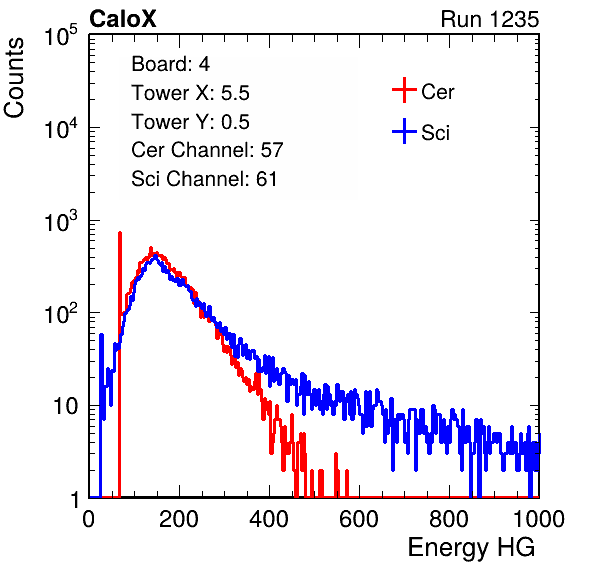 CaloX Run 1235
Counts
10^5
Board: 4
Tower X: 5.5
Tower Y: 0.5
Cer Channel: 57
Sci Channel: 61
Cer
Sci
10^4
10^3
10^2
10
1
0 200 400 600 800 1000
Energy HG